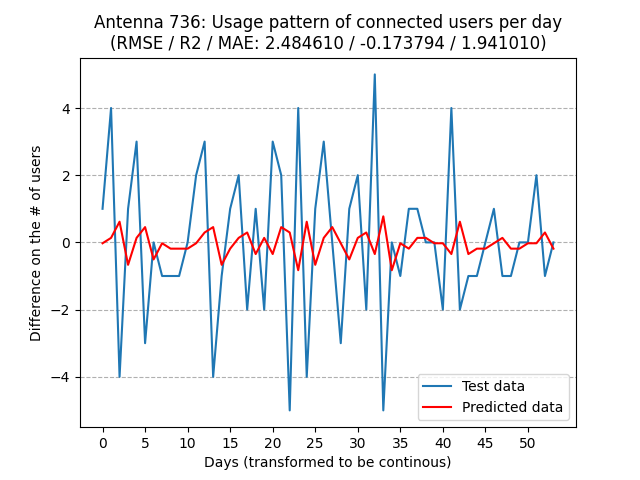 Antenna 736: Usage pattern of connected users per day
(RMSE / R2 / MAE: 2.484610 / -0.173794 / 1.941010)
Difference on the # of users
4
2
0
−2
−4
Test data
Predicted data
0 5 10 15 20 25 30 35 40 45 50
Days (transformed to be continous)